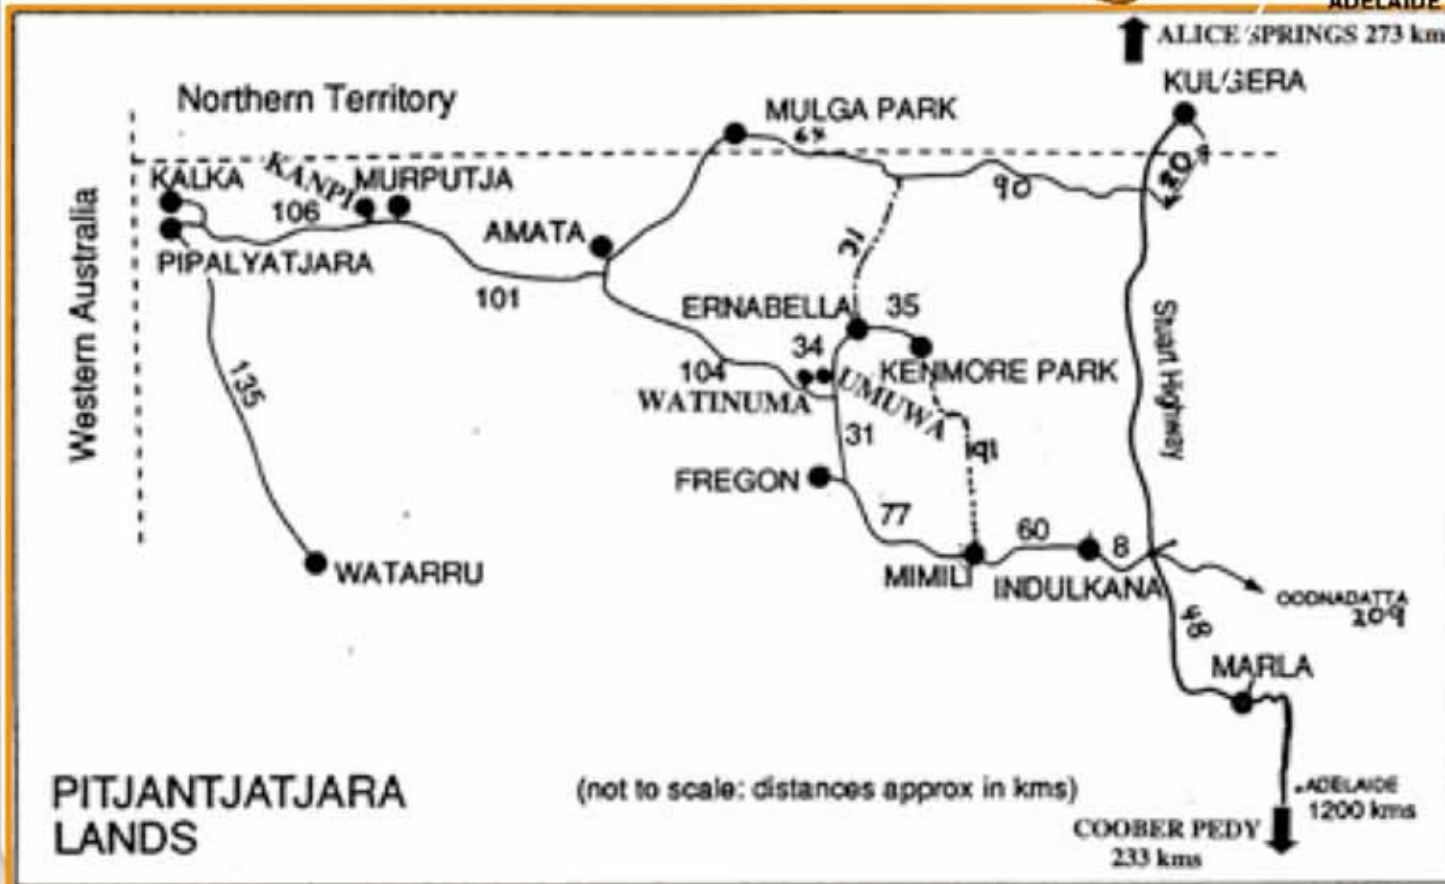 ADELAIDE
ALICE SPRINGS 273 km
KULGERA
Northern Territory
MULGA PARK
KANPI
KALKA
MURPUTJA
106
90
AMATA
PIPALYATJARA
101
Western Australia
ERNABELLA
35
34
Stuart Highway
104
KENMORE PARK
WATINUMA
UMUWA
135
31
91
FREGON
77
60
8
WATARRU
MIMILI
INDULKANA
OODNADATTA
209
48
MARLA
PITJANTJATJARA
LANDS
(not to scale: distances approx in kms)
ADELAIDE
1200 kms
COOBER PEDY
233 kms